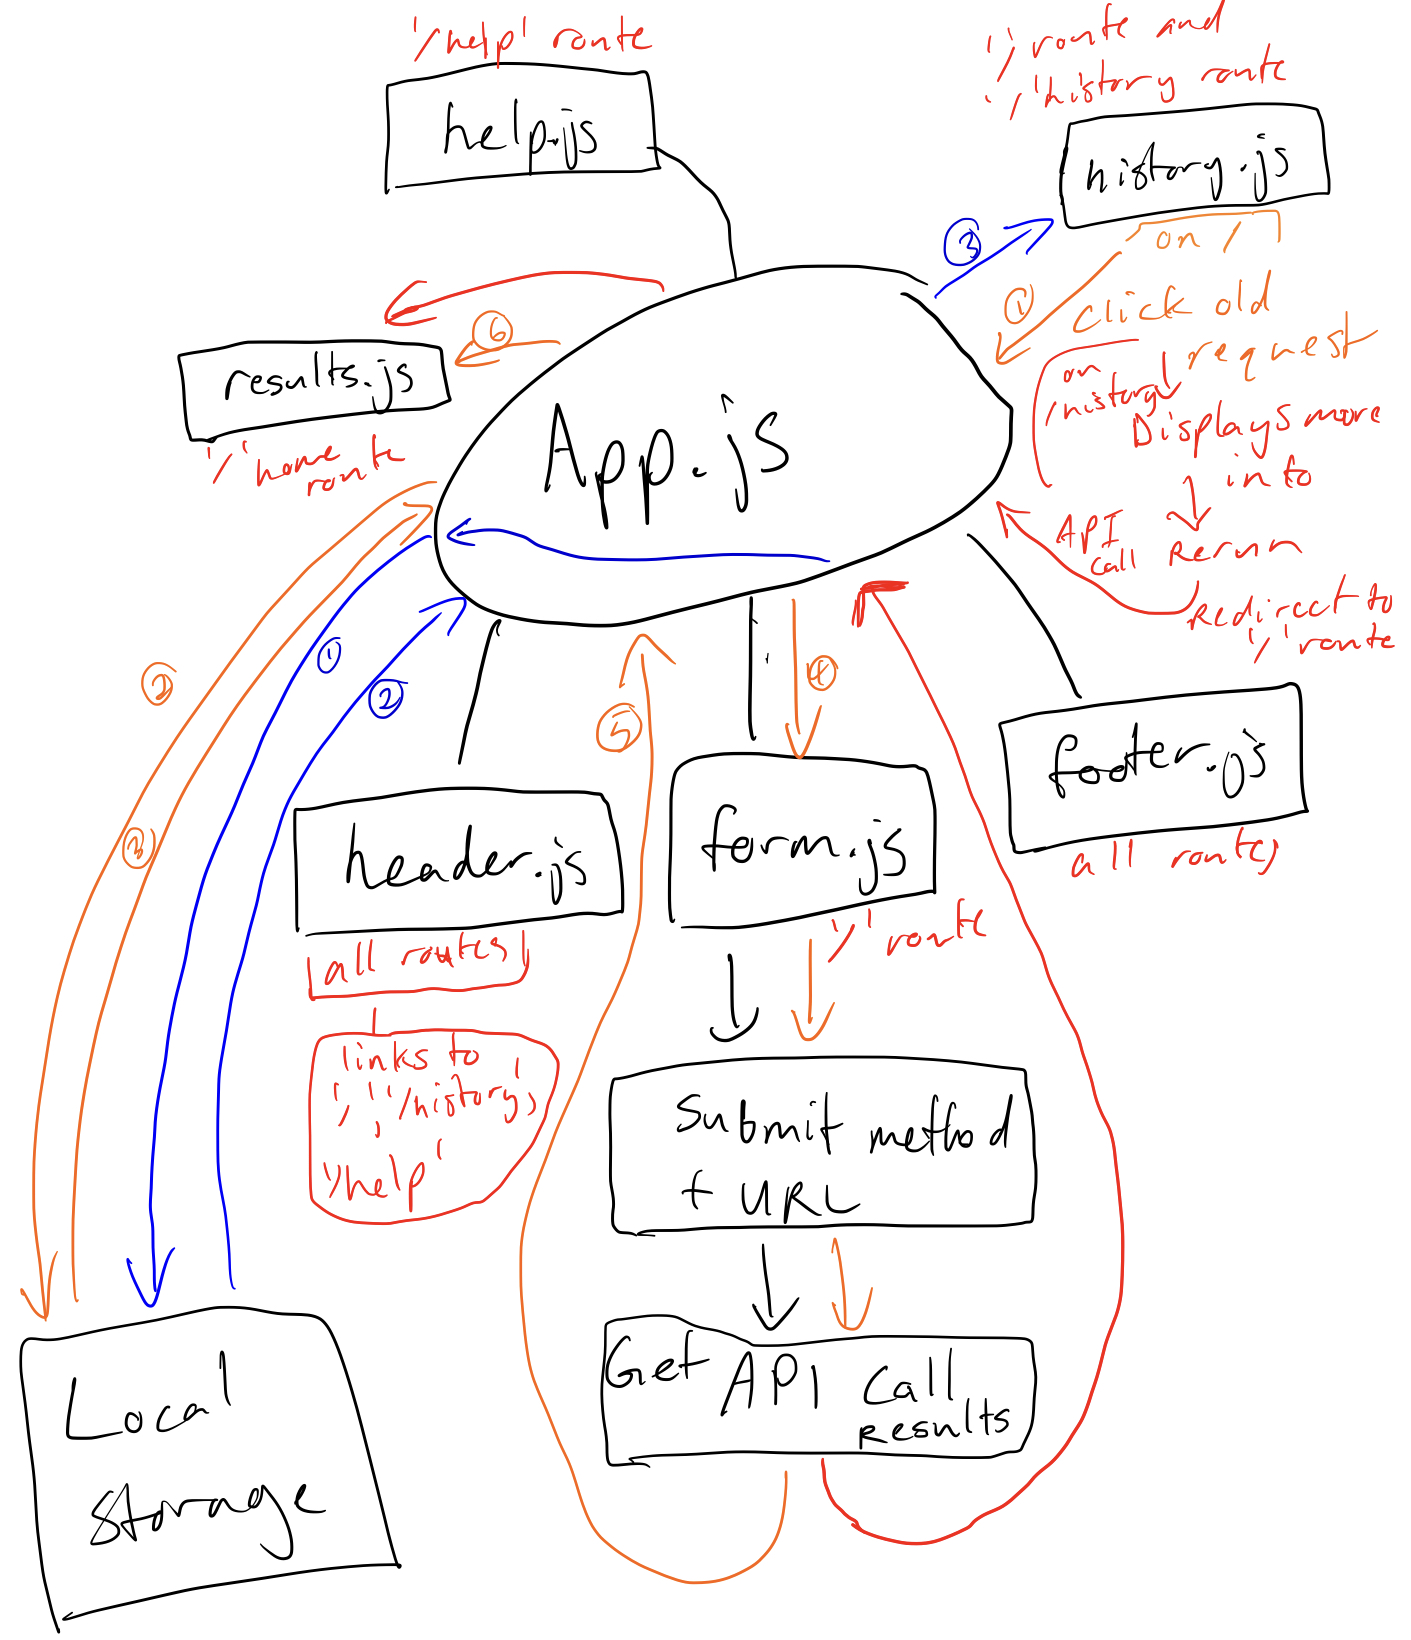 '/help' route
help.js
'/' route and
'/'history route
history.js
③
on /
①
click old
request
on
/history
Displays more
info
API
call
Rerun
Redirect to
'/' route
⑥
results.js
'/' home
route
App.js
①
②
②
③
④
⑤
footer.js
all routes
header.js
all routes
links to
'/', '/history',
'/help'
form.js
'/' route
Submit method
+ URL
Get API call
Results
Local
Storage